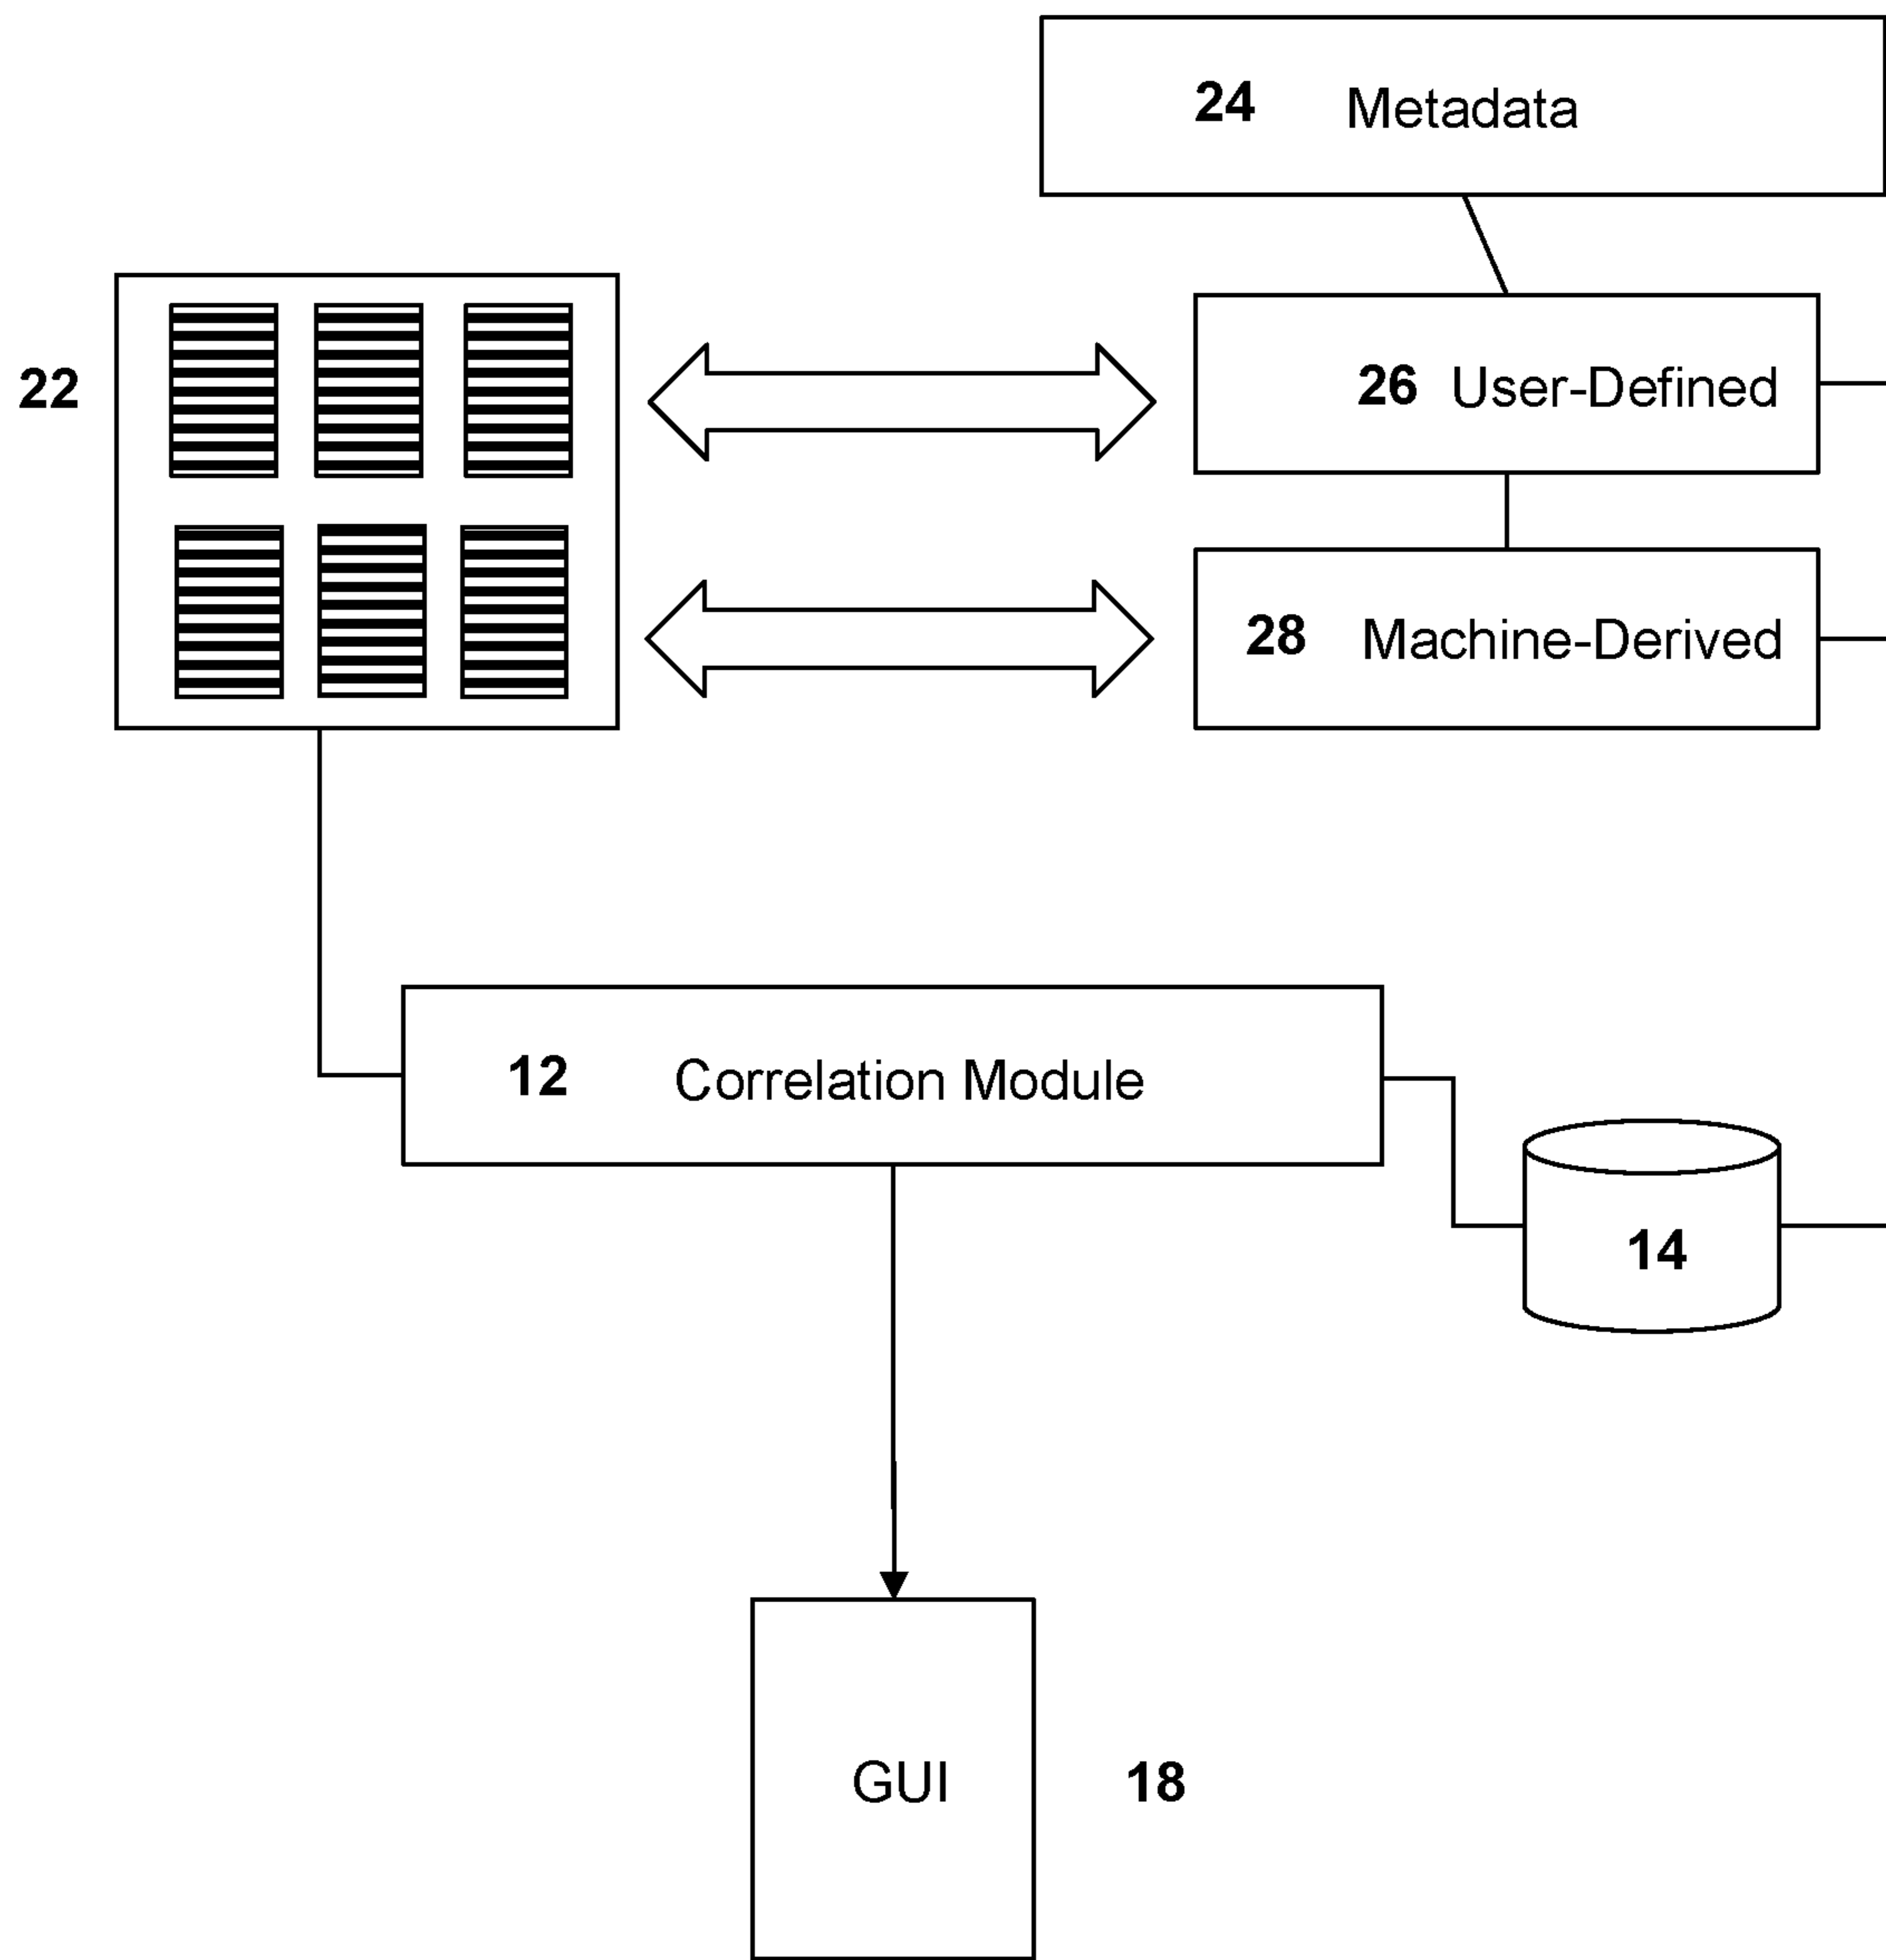 24 Metadata
22
26 User-Defined
28 Machine-Derived
12 Correlation Module
14
GUI
18